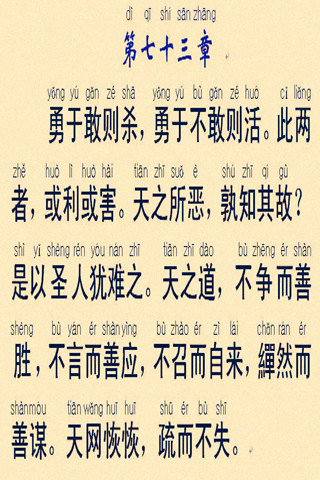 dì qī shí sān zhāng
第七十三章
yǒng yú gǎn zé shā yǒng yú bù gǎn zé huó cǐ liǎng
勇于敢则杀，勇于不敢则活。此两
zhě huò lì huò hài tiān zhī suǒ è shú zhī qí gù
者，或利或害。天之所恶，孰知其故？
shì yǐ shèng rén yóu nán zhī tiān zhī dào bù zhēng ér shàn
是以圣人犹难之。天之道，不争而善
shèng bù yán ér shàn yìng bù zhào ér zì lái chǎn rán ér
胜，不言而善应，不召而自来，繟然而
shàn móu tiān wǎng huī huī shū ér bù shī
善谋。天网恢恢，疏而不失。